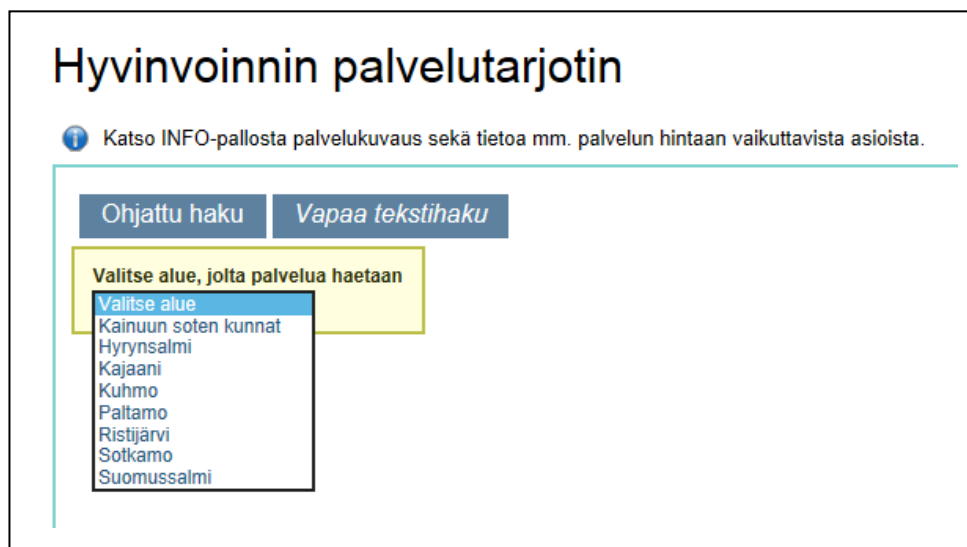 Hyvinvoinnin palvelutarjotin
Katso INFO-pallosta palvelukuvaus sekä tietoa mm. palvelun hintaan vaikuttavista asioista.
Ohjattu haku Vapaa tekstihaku
Valitse alue, jolta palvelua haetaan
Valitse alue
Kainuun soten kunnat
Hyrynsalmi
Kajaani
Kuhmo
Paltamo
Ristijärvi
Sotkamo
Suomussalmi